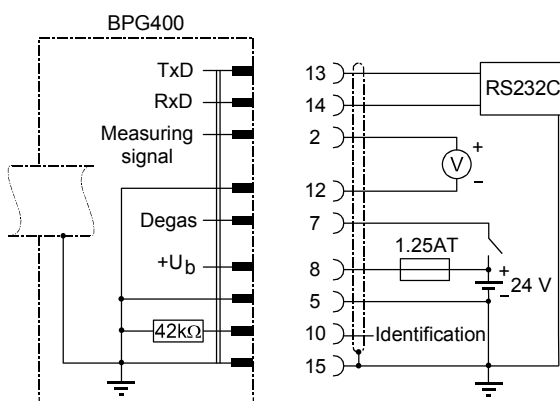 BPG400
TxD
RxD
Measuring
signal
Degas
+Ub
42kΩ
13
14
2
12
7
8
5
10
15
RS232C
V
+
–
1.25AT
+
–
24 V
Identification